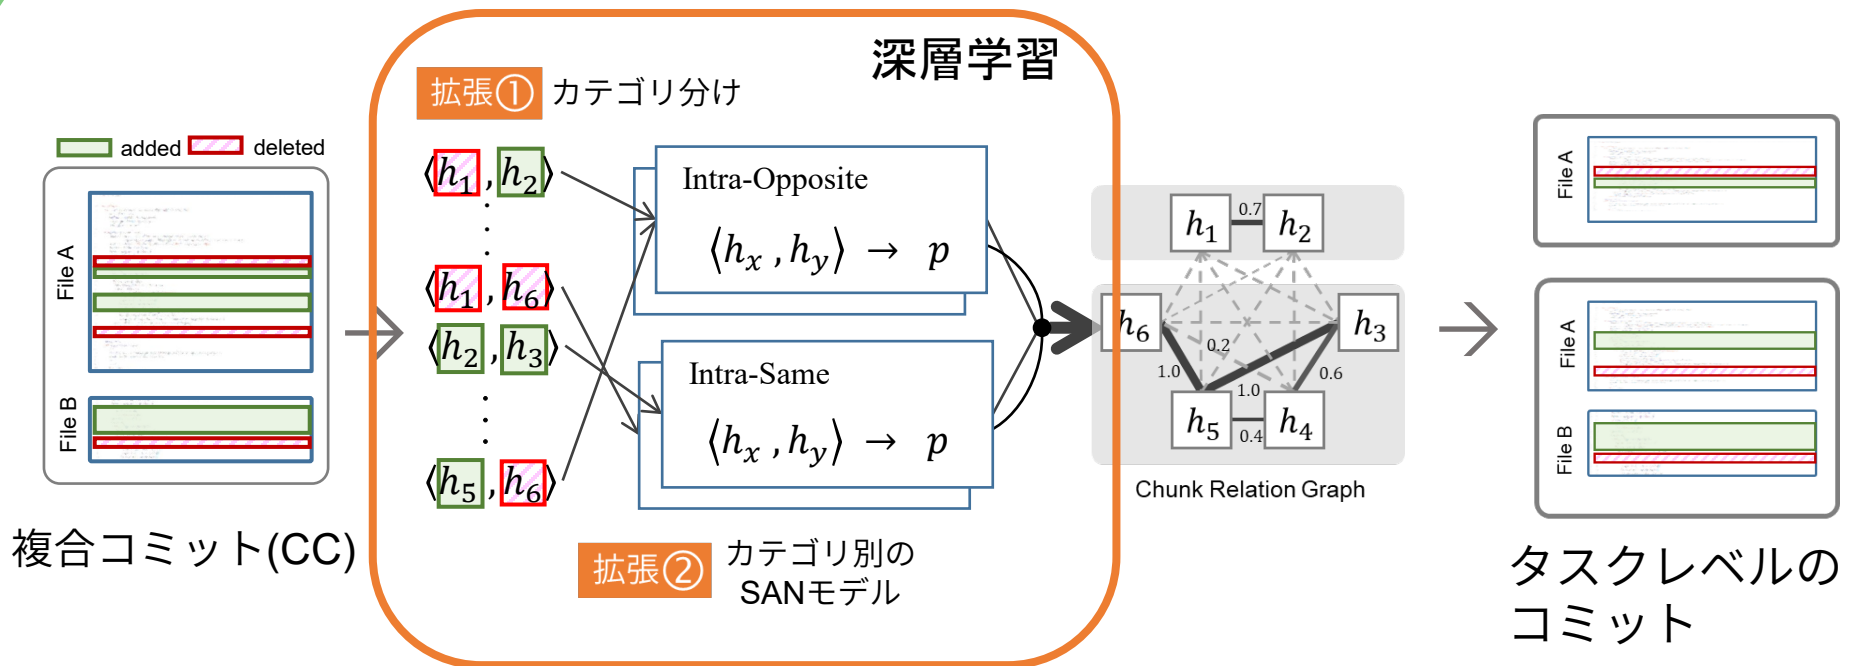 深層学習
拡張① カテゴリ分け
added deleted
File A
File B
複合コミット(CC)
⟨h₁, h₂⟩
⟨h₁, h₆⟩
⟨h₂, h₃⟩
⟨h₅, h₆⟩
Intra-Opposite
⟨hₓ, h_y⟩ → p
Intra-Same
⟨hₓ, h_y⟩ → p
拡張② カテゴリ別の
SANモデル
h₁ 0.7 h₂
h₆ h₃
0.2
1.0 1.0 0.6
h₅ 0.4 h₄
Chunk Relation Graph
File A
File A
File B
タスクレベルの
コミット